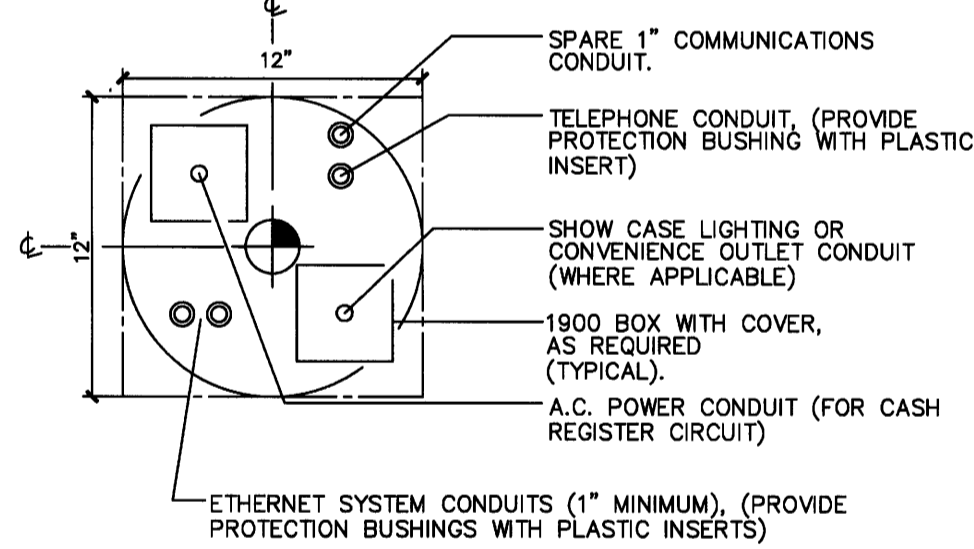 ℄
12"
SPARE 1" COMMUNICATIONS
CONDUIT.
TELEPHONE CONDUIT, (PROVIDE
PROTECTION BUSHING WITH PLASTIC
INSERT)
℄
12"
SHOW CASE LIGHTING OR
CONVENIENCE OUTLET CONDUIT
(WHERE APPLICABLE)
1900 BOX WITH COVER,
AS REQUIRED
(TYPICAL).
A.C. POWER CONDUIT (FOR CASH
REGISTER CIRCUIT)
ETHERNET SYSTEM CONDUITS (1" MINIMUM), (PROVIDE
PROTECTION BUSHINGS WITH PLASTIC INSERTS)